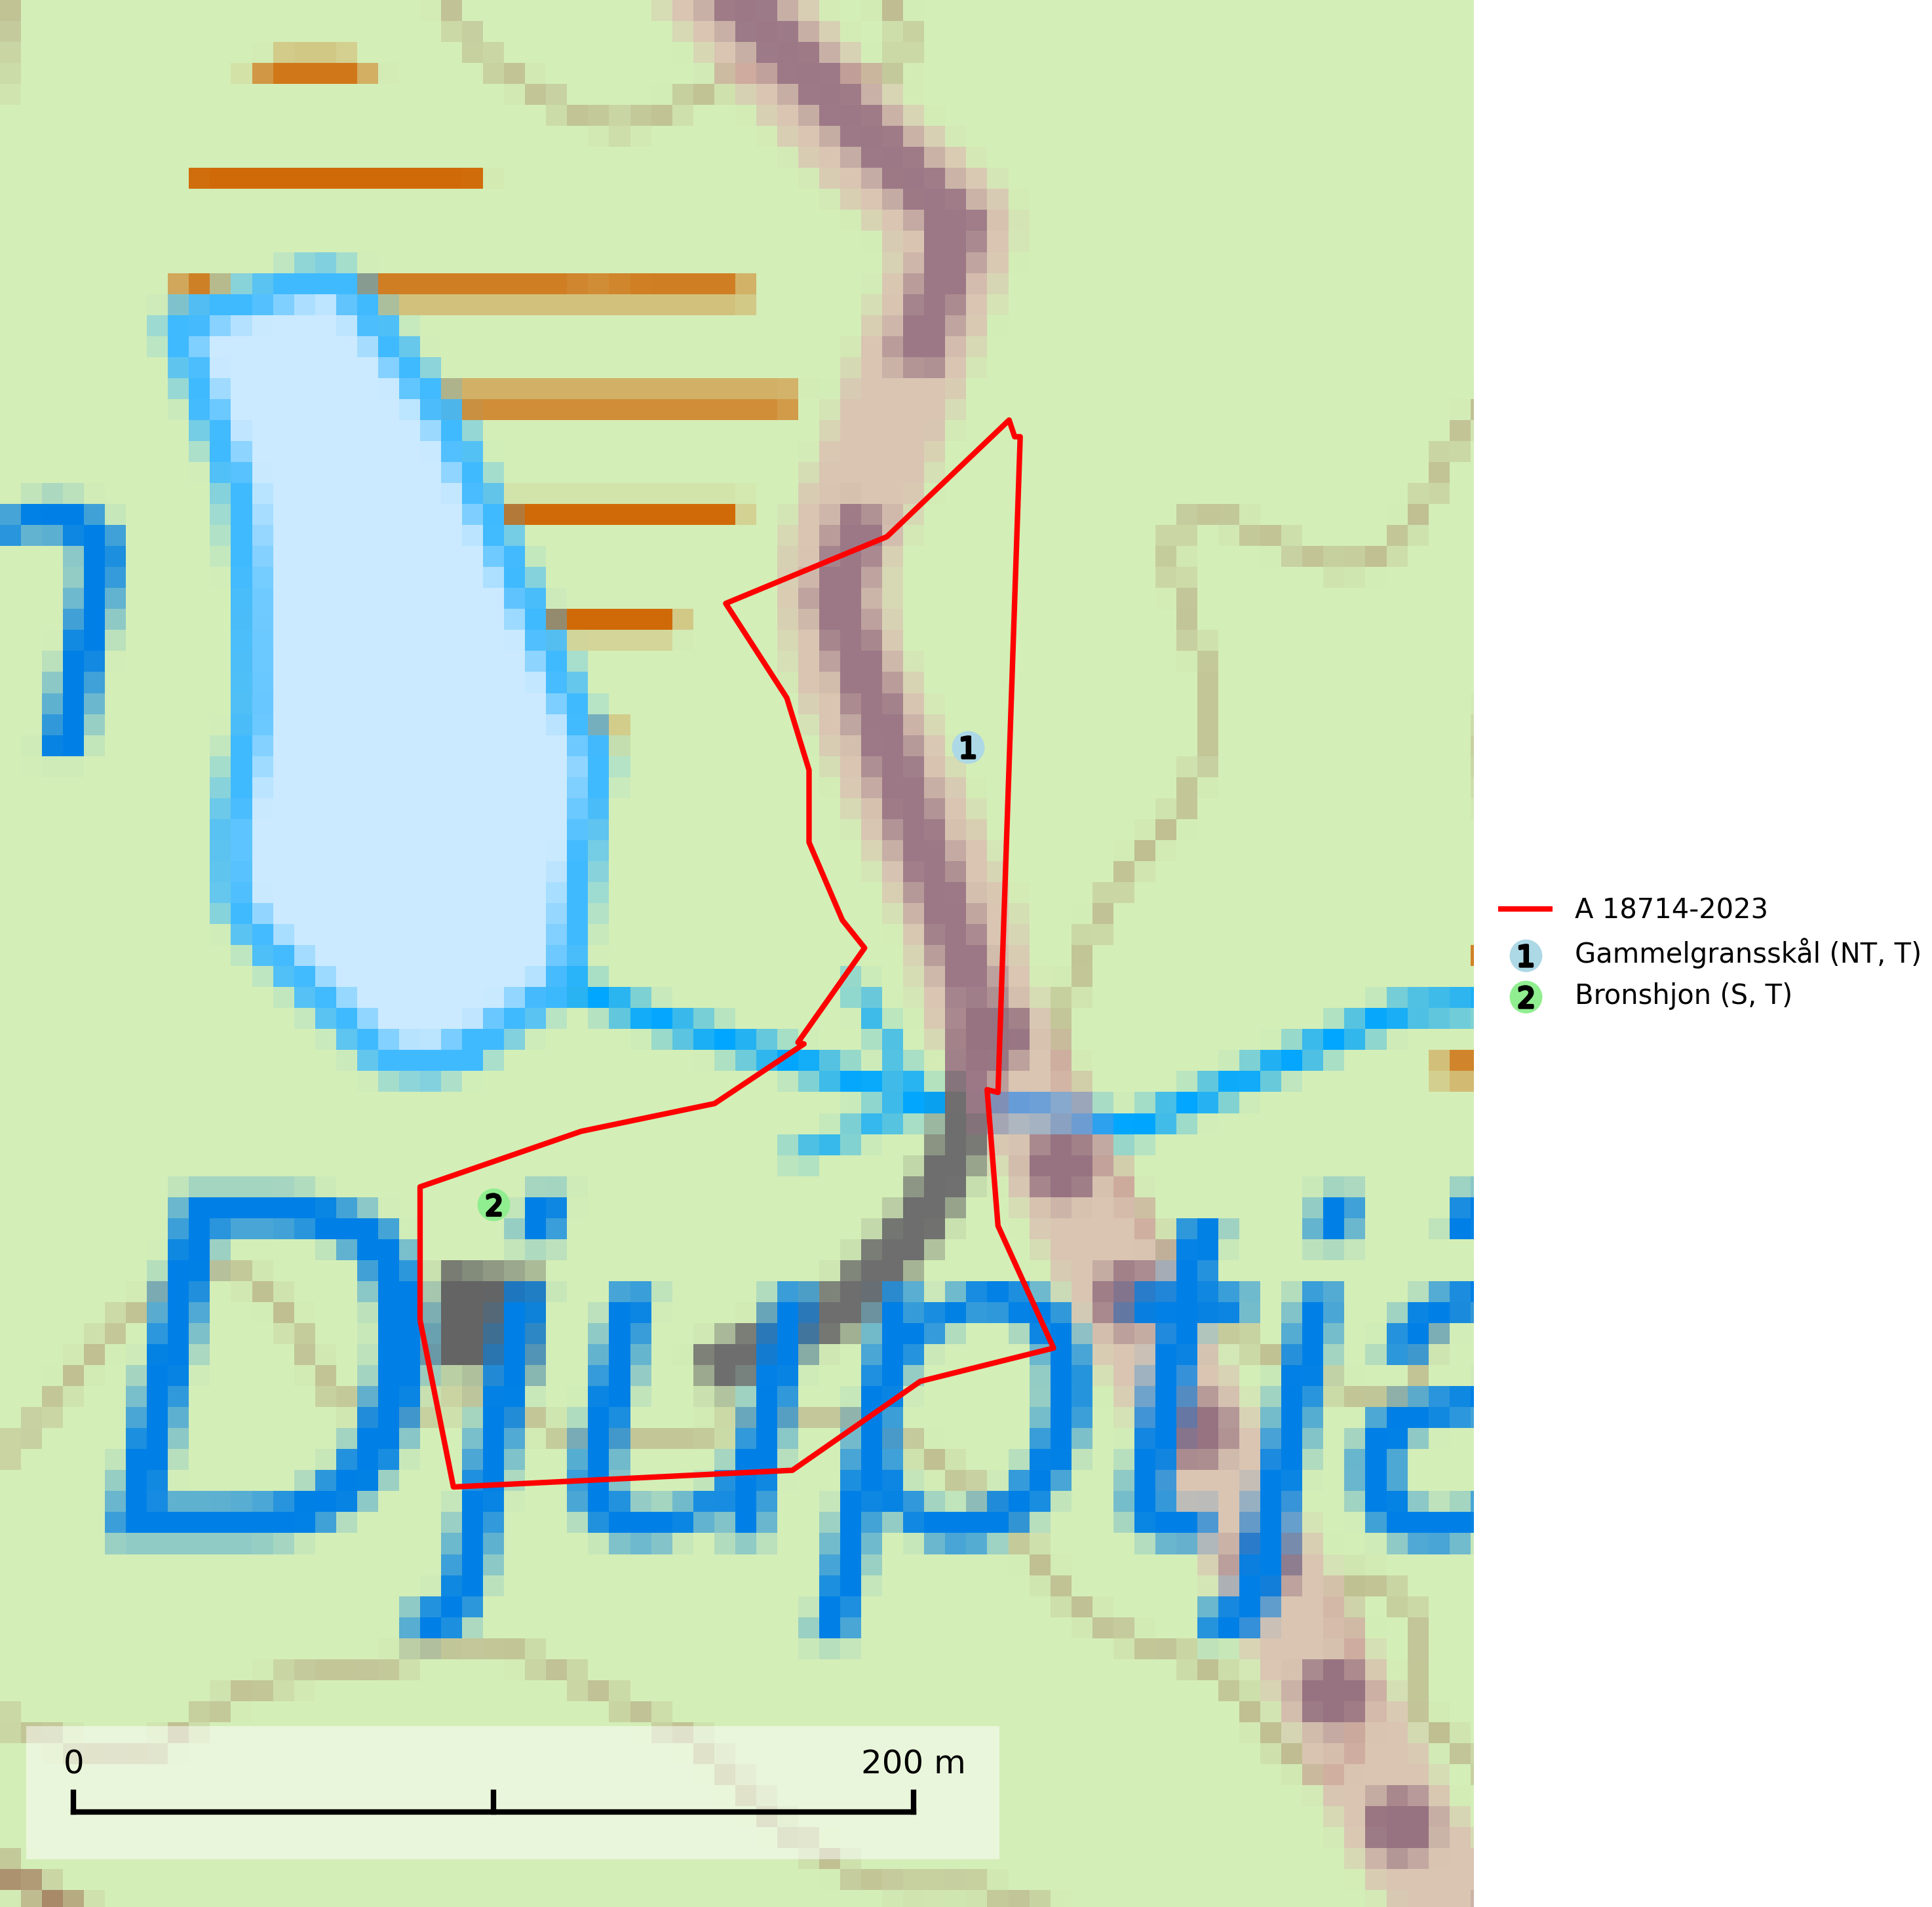 1
2
A 18714-2023
1 Gammelgransskål (NT, T)
2 Bronshjon (S, T)
0 200 m